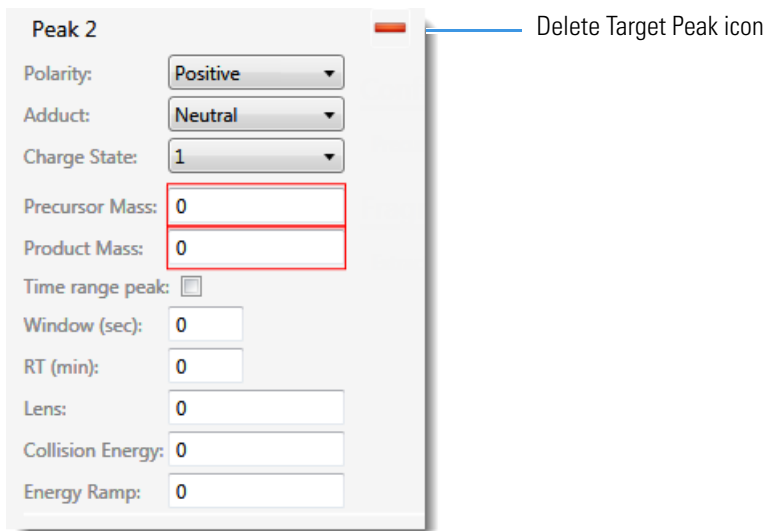 Peak 2
Delete Target Peak icon
Polarity: Positive
Adduct: Neutral
Charge State: 1
Precursor Mass: 0
Product Mass: 0
Time range peak:
Window (sec): 0
RT (min): 0
Lens: 0
Collision Energy: 0
Energy Ramp: 0